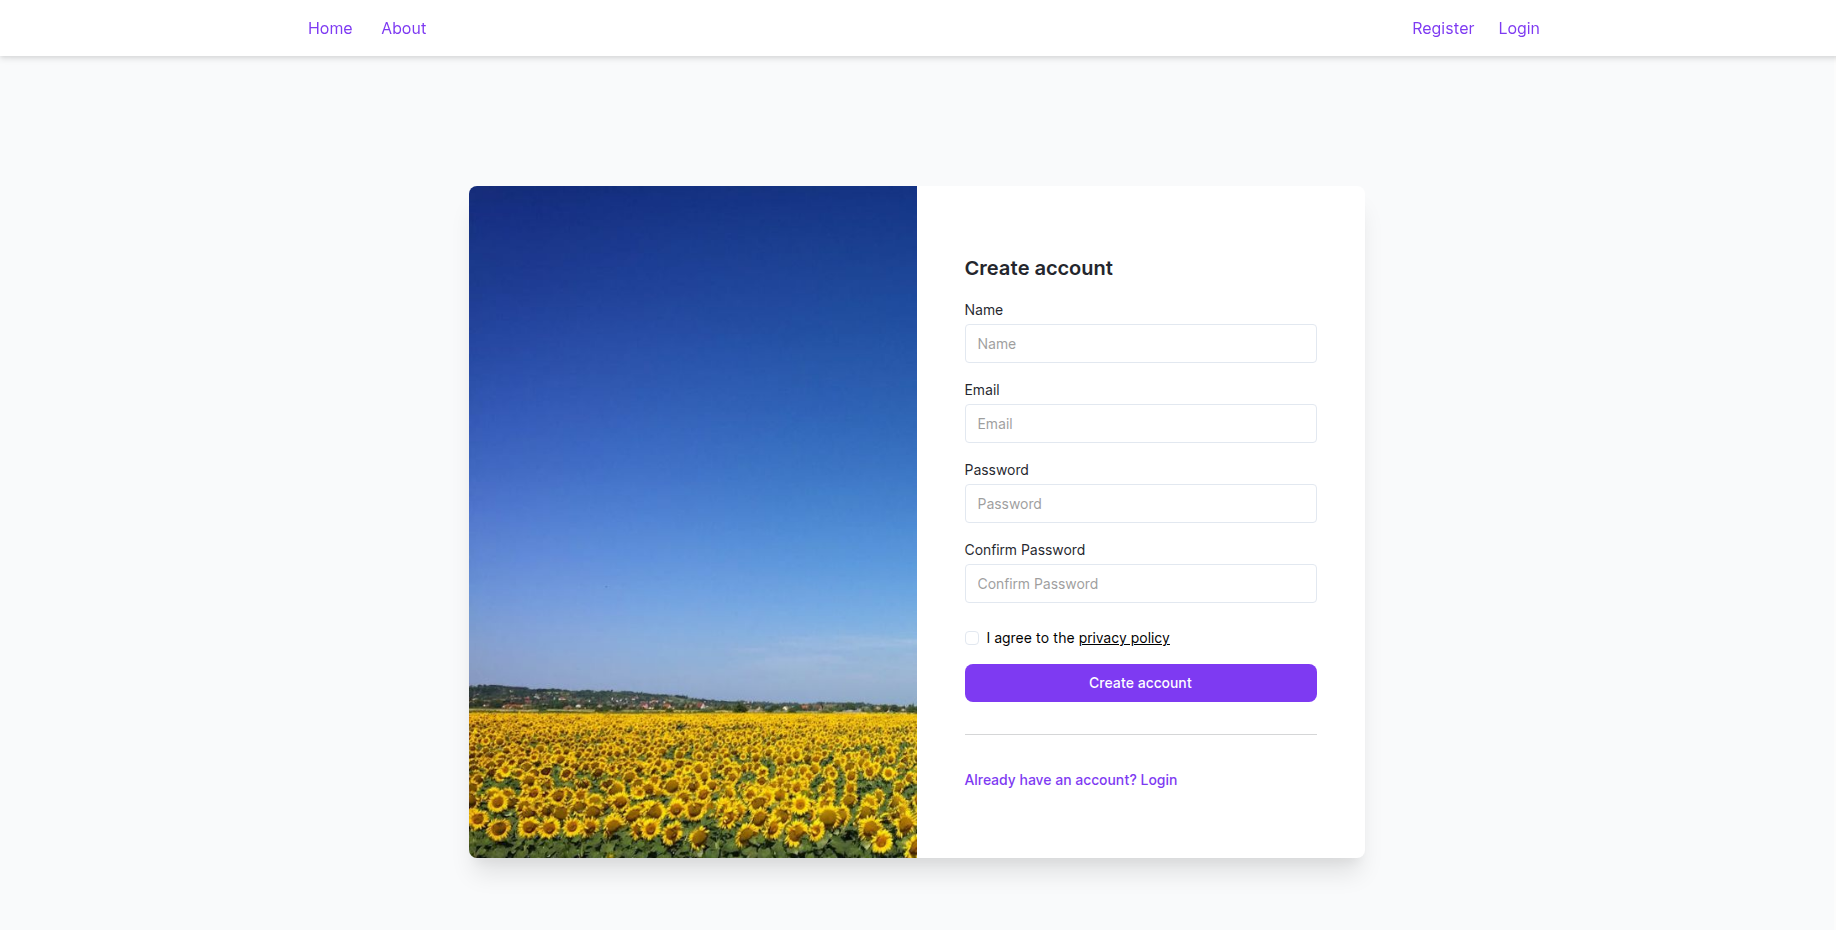 Home About Register Login
Create account
Name
Name
Email
Email
Password
Password
Confirm Password
Confirm Password
I agree to the privacy policy
Create account
Already have an account? Login